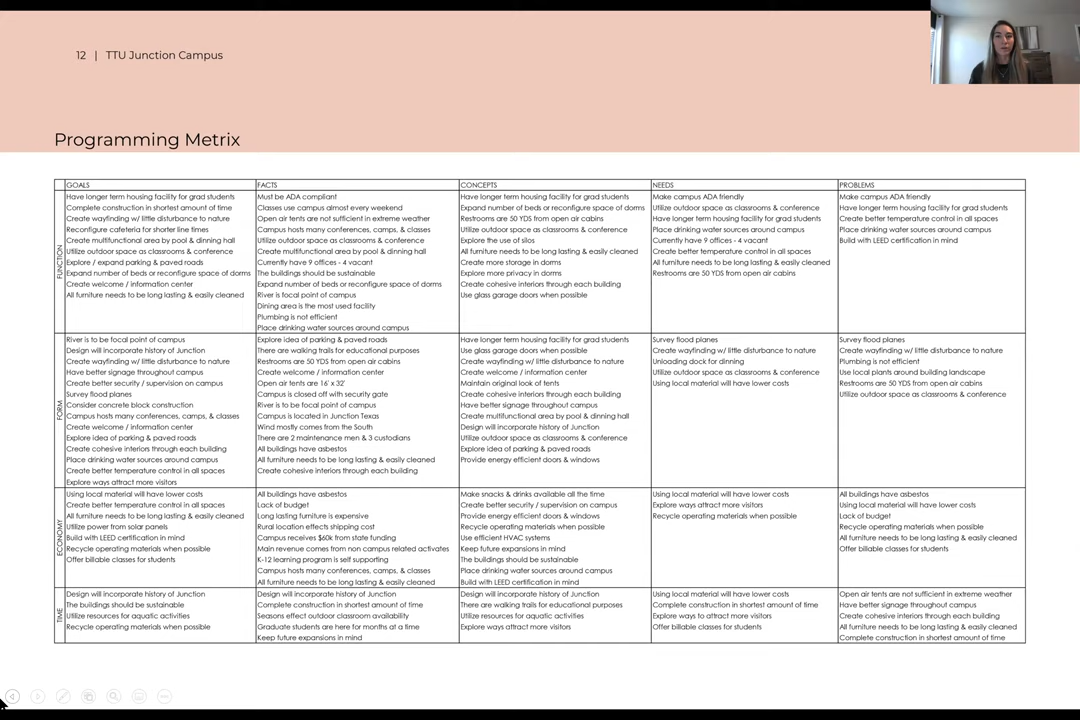 12 | TTU Junction Campus
Programming Metrix
GOALS
FACTS
CONCEPTS
NEEDS
PROBLEMS
FUNCTION
Have longer term housing facility for grad students
Complete construction in shortest amount of time
Create wayfinding w/ little disturbance to nature
Reconfigure cafeteria for shorter line times
Create multifunctional area by pool & dinning hall
Utilize outdoor space as classrooms & conference
Explore / expand parking & paved roads
Expand number of beds or reconfigure space of dorms
Create welcome / information center
All furniture needs to be long lasting & easily cleaned
Must be ADA compliant
Classes use campus almost every weekend
Open air tents are not sufficient in extreme weather
Campus hosts many conferences, camps, & classes
Utilize outdoor space as classrooms & conference
Create multifunctional area by pool & dinning hall
Currently have 9 offices - 4 vacant
The buildings should be sustainable
Expand number of beds or reconfigure space of dorms
River is focal point of campus
Dining area is the most used facility
Plumbing is not efficient
Place drinking water sources around campus
Have longer term housing facility for grad students
Expand number of beds or reconfigure space of dorms
Restrooms are 50 YDS from open air cabins
Utilize outdoor space as classrooms & conference
Explore the use of silos
All furniture needs to be long lasting & easily cleaned
Create more storage in dorms
Explore more privacy in dorms
Create cohesive interiors through each building
Use glass garage doors when possible
Make campus ADA friendly
Utilize outdoor space as classrooms & conference
Have longer term housing facility for grad students
Place drinking water sources around campus
Currently have 9 offices - 4 vacant
Create better temperature control in all spaces
All furniture needs to be long lasting & easily cleaned
Restrooms are 50 YDS from open air cabins
Make campus ADA friendly
Have longer term housing facility for grad students
Create better temperature control in all spaces
Place drinking water sources around campus
Build with LEED certification in mind
FORM
River is to be focal point of campus
Design will incorporate history of Junction
Create wayfinding w/ little disturbance to nature
Have better signage throughout campus
Create better security / supervision on campus
Survey flood planes
Consider concrete block construction
Campus hosts many conferences, camps, & classes
Create welcome / information center
Explore idea of parking & paved roads
Create cohesive interiors through each building
Place drinking water sources around campus
Create better temperature control in all spaces
Explore ways attract more visitors
Explore idea of parking & paved roads
There are walking trails for educational purposes
Restrooms are 50 YDS from open air cabins
Create welcome / information center
Open air tents are 16' x 32'
Campus is closed off with security gate
River is to be focal point of campus
Campus is located in Junction Texas
Wind mostly comes from the South
There are 2 maintenance men & 3 custodians
All buildings have asbestos
All furniture needs to be long lasting & easily cleaned
Create cohesive interiors through each building
Have longer term housing facility for grad students
Use glass garage doors when possible
Create wayfinding w/ little disturbance to nature
Create welcome / information center
Maintain original look of tents
Create cohesive interiors through each building
Have better signage throughout campus
Create multifunctional area by pool & dinning hall
Design will incorporate history of Junction
Utilize outdoor space as classrooms & conference
Explore idea of parking & paved roads
Provide energy efficient doors & windows
Survey flood planes
Create wayfinding w/ little disturbance to nature
Unloading dock for dinning
Utilize outdoor space as classrooms & conference
Using local material will have lower costs
Survey flood planes
Create wayfinding w/ little disturbance to nature
Plumbing is not efficient
Use local plants around building landscape
Restrooms are 50 YDS from open air cabins
Utilize outdoor space as classrooms & conference
ECONOMY
Using local material will have lower costs
Create better temperature control in all spaces
All furniture needs to be long lasting & easily cleaned
Utilize power from solar panels
Build with LEED certification in mind
Recycle operating materials when possible
Offer billable classes for students
All buildings have asbestos
Lack of budget
Long lasting furniture is expensive
Rural location effects shipping cost
Campus receives $60k from state funding
Main revenue comes from non campus related activates
K-12 learning program is self supporting
Campus hosts many conferences, camps, & classes
All furniture needs to be long lasting & easily cleaned
Make snacks & drinks available all the time
Create better security / supervision on campus
Provide energy efficient doors & windows
Recycle operating materials when possible
Use efficient HVAC systems
Keep future expansions in mind
The buildings should be sustainable
Place drinking water sources around campus
Build with LEED certification in mind
Using local material will have lower costs
Explore ways attract more visitors
Recycle operating materials when possible
All buildings have asbestos
Using local material will have lower costs
Lack of budget
Recycle operating materials when possible
All furniture needs to be long lasting & easily cleaned
Offer billable classes for students
TIME
Design will incorporate history of Junction
The buildings should be sustainable
Utilize resources for aquatic activities
Recycle operating materials when possible
Design will incorporate history of Junction
Complete construction in shortest amount of time
Seasons effect outdoor classroom availability
Graduate students are here for months at a time
Keep future expansions in mind
Design will incorporate history of Junction
There are walking trails for educational purposes
Utilize resources for aquatic activities
Explore ways attract more visitors
Using local material will have lower costs
Complete construction in shortest amount of time
Explore ways to attract more visitors
Offer billable classes for students
Open air tents are not sufficient in extreme weather
Have better signage throughout campus
Create cohesive interiors through each building
All furniture needs to be long lasting & easily cleaned
Complete construction in shortest amount of time